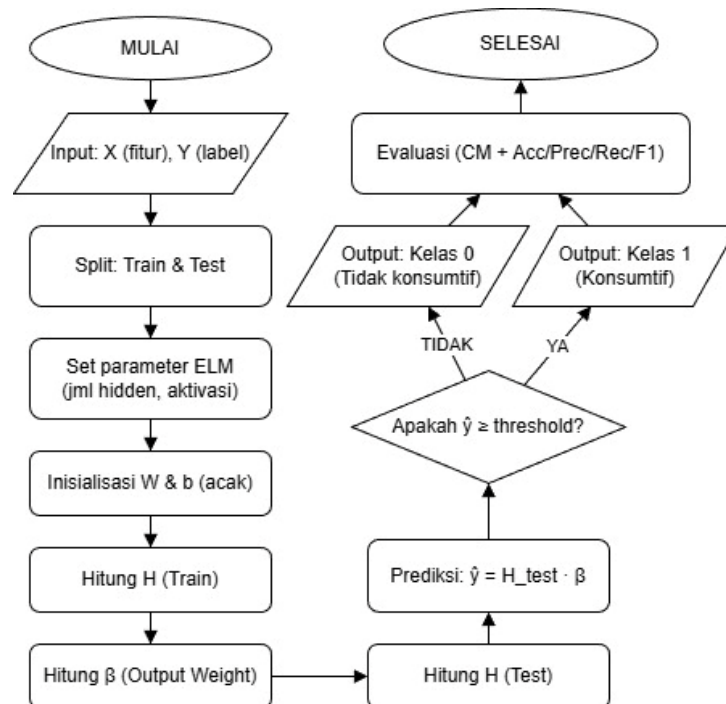 MULAI
Input: X (fitur), Y (label)
Split: Train & Test
Set parameter ELM
(jml hidden, aktivasi)
Inisialisasi W & b (acak)
Hitung H (Train)
Hitung β (Output Weight)
Hitung H (Test)
Prediksi: ŷ = H_test · β
Apakah ŷ ≥ threshold?
TIDAK
YA
Output: Kelas 0
(Tidak konsumtif)
Output: Kelas 1
(Konsumtif)
Evaluasi (CM + Acc/Prec/Rec/F1)
SELESAI